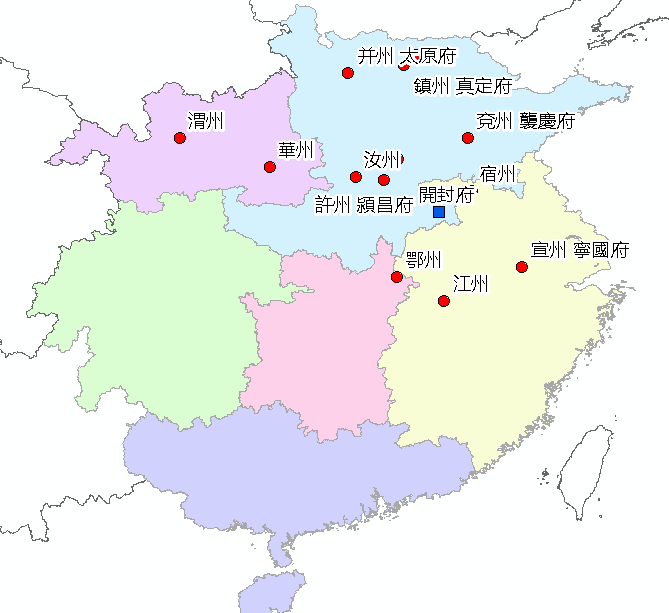 并州 太原府
鎮州 真定府
渭州
兗州 襲慶府
華州
汝州
宿州
許州 潁昌府
開封府
鄂州
宣州 寧國府
江州